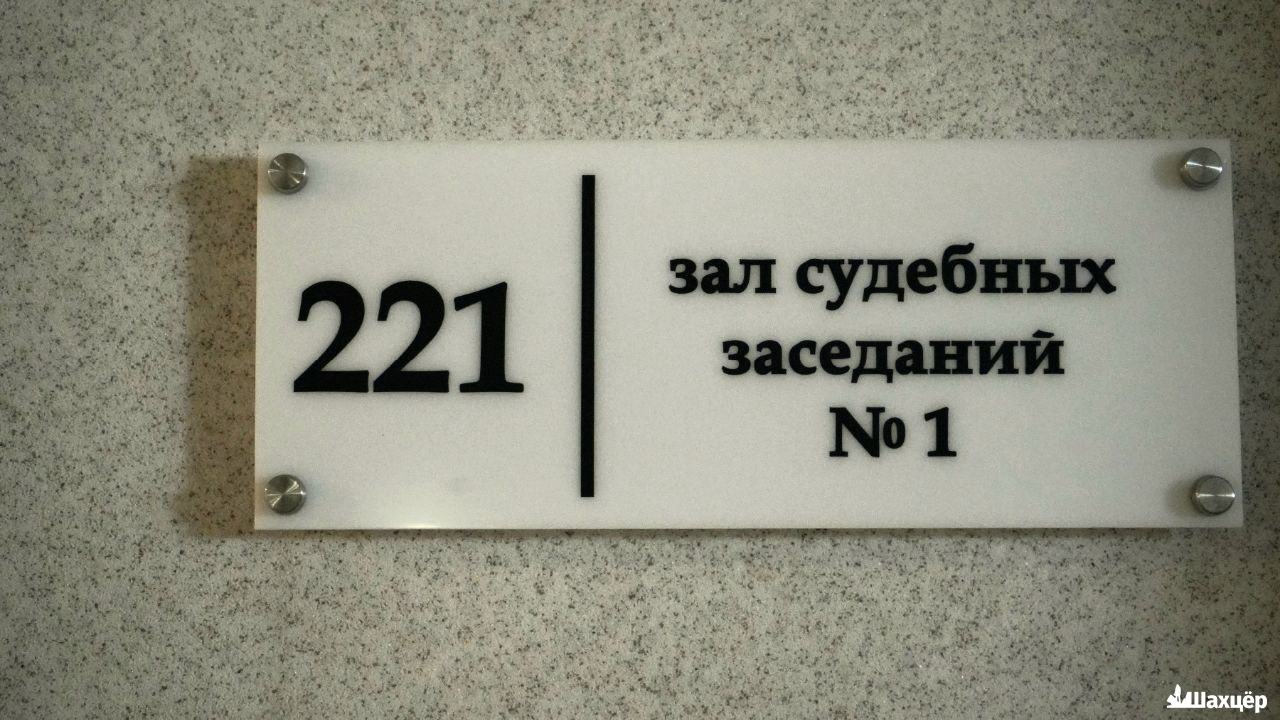 221
зал судебных
заседаний
№ 1
Шахцёр